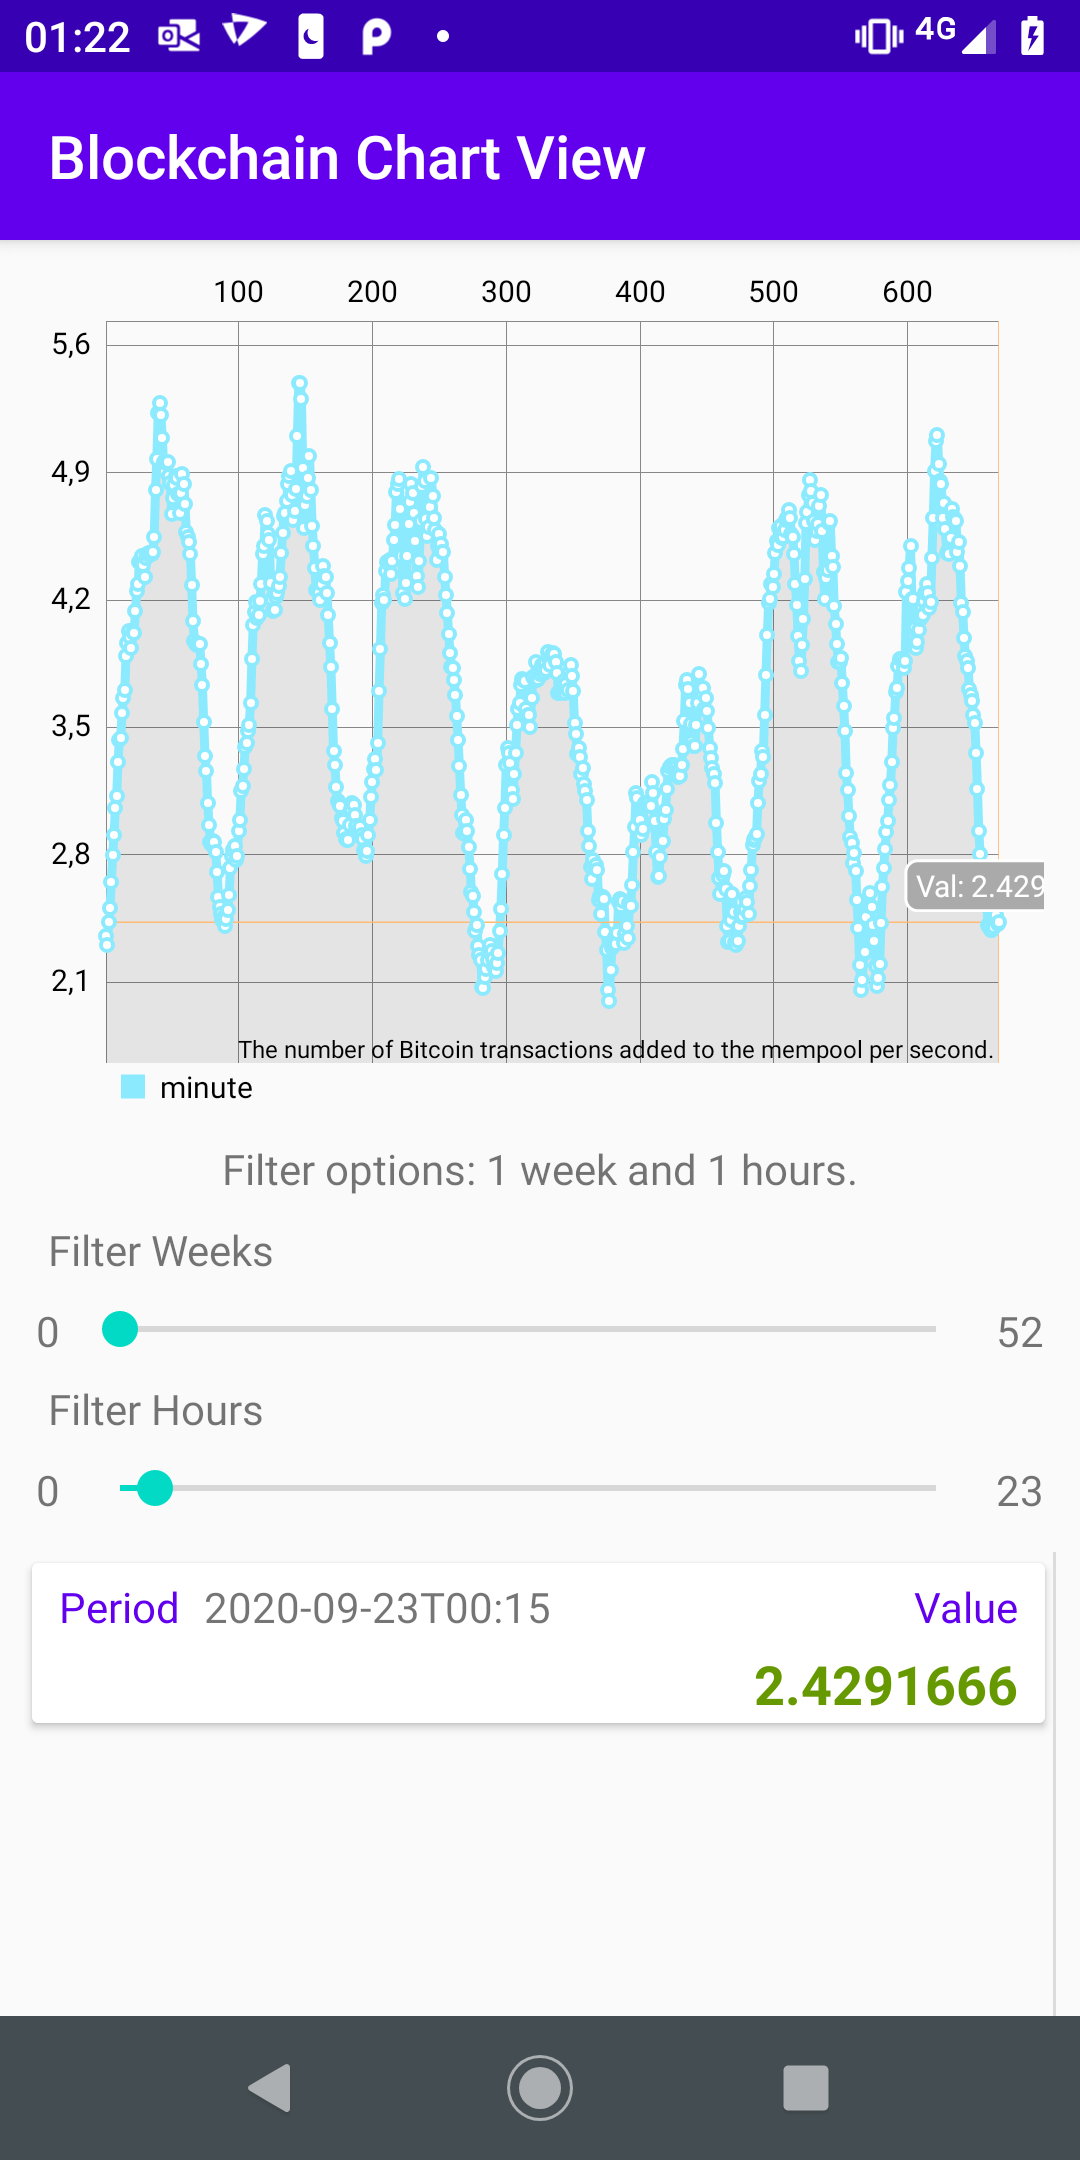 01:22 4G
Blockchain Chart View
100 200 300 400 500 600
5,6
4,9
4,2
3,5
2,8
Val: 2.429
2,1
The number of Bitcoin transactions added to the mempool per second.
minute
Filter options: 1 week and 1 hours.
Filter Weeks
0 52
Filter Hours
0 23
Period 2020-09-23T00:15 Value
2.4291666